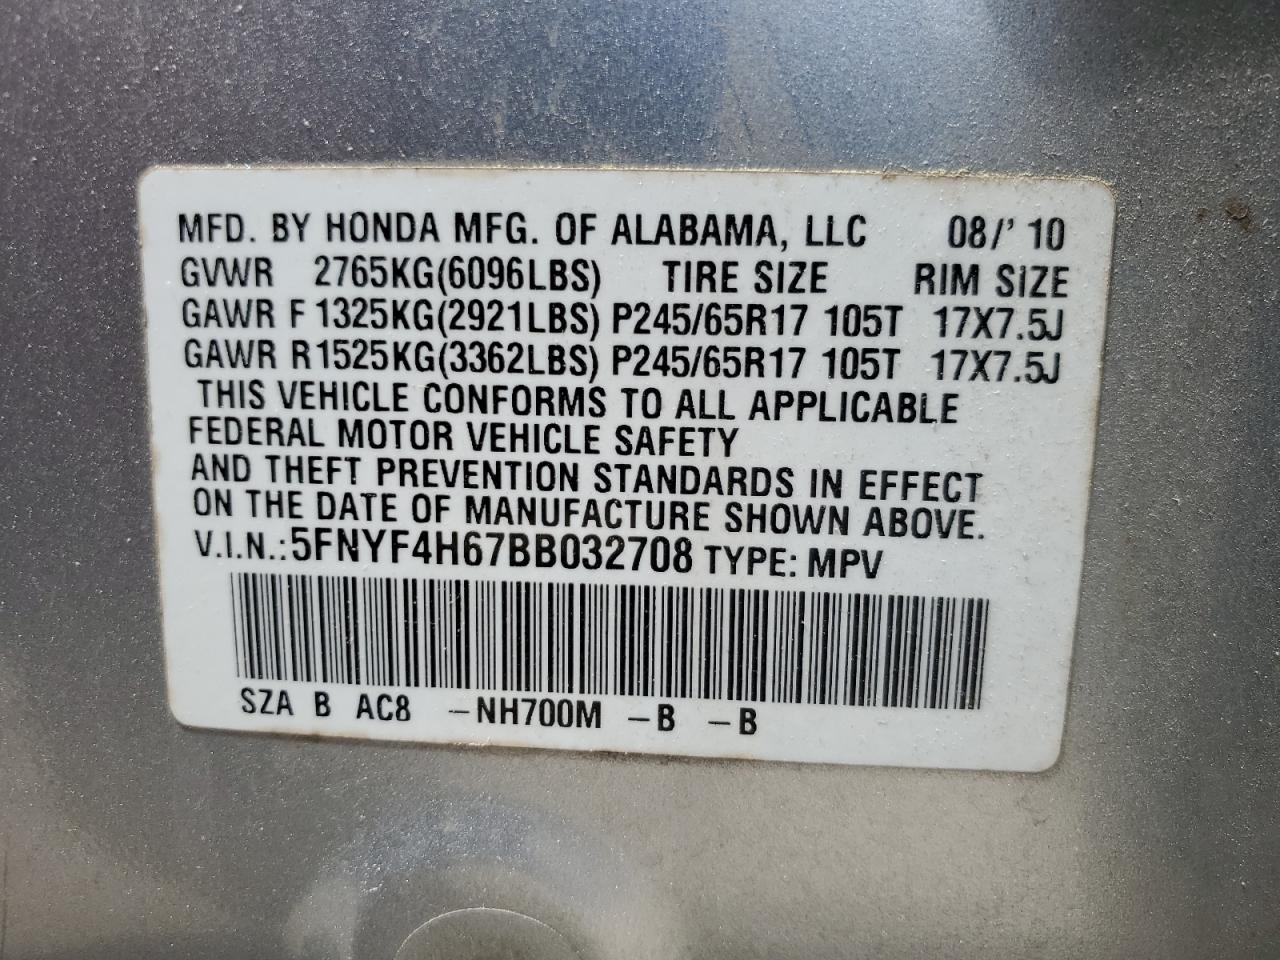 MFD. BY HONDA MFG. OF ALABAMA, LLC 08/' 10
GVWR 2765KG(6096LBS) TIRE SIZE RIM SIZE
GAWR F 1325KG(2921LBS) P245/65R17 105T 17X7.5J
GAWR R1525KG(3362LBS) P245/65R17 105T 17X7.5J
THIS VEHICLE CONFORMS TO ALL APPLICABLE
FEDERAL MOTOR VEHICLE SAFETY
AND THEFT PREVENTION STANDARDS IN EFFECT
ON THE DATE OF MANUFACTURE SHOWN ABOVE.
V.I.N.:5FNYF4H67BB032708 TYPE: MPV
SZA B AC8 -NH700M -B -B